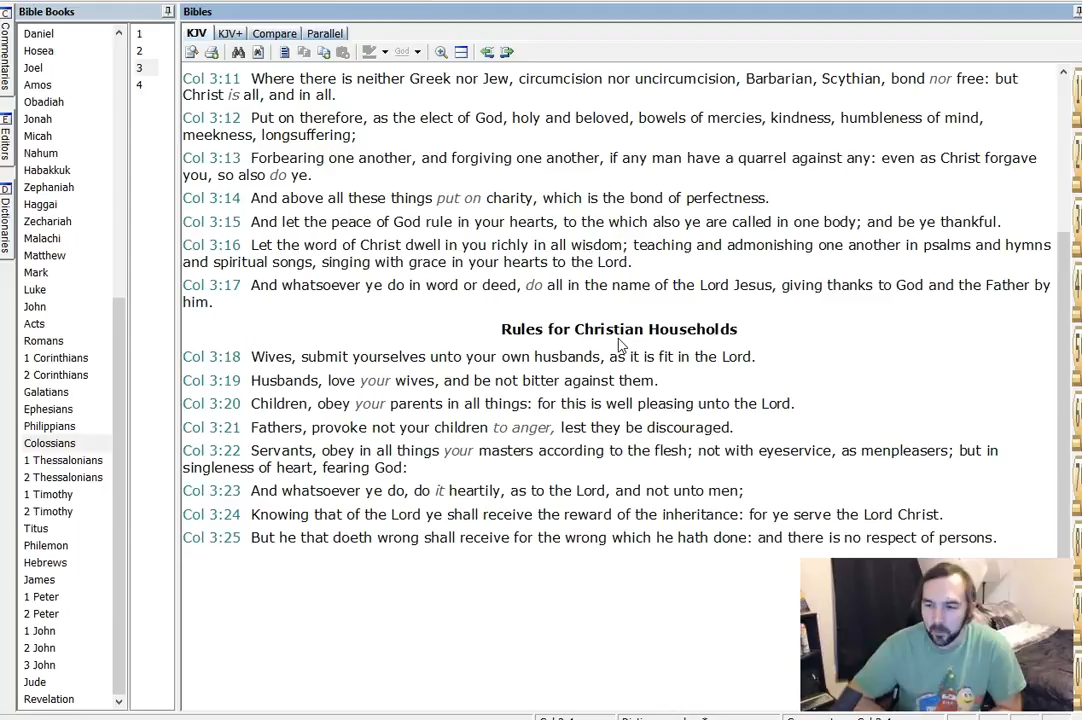 Bible Books
Bibles
Commentaries
Editors
Dictionaries
Daniel
Hosea
Joel
Amos
Obadiah
Jonah
Micah
Nahum
Habakkuk
Zephaniah
Haggai
Zechariah
Malachi
Matthew
Mark
Luke
John
Acts
Romans
1 Corinthians
2 Corinthians
Galatians
Ephesians
Philippians
Colossians
1 Thessalonians
2 Thessalonians
1 Timothy
2 Timothy
Titus
Philemon
Hebrews
James
1 Peter
2 Peter
1 John
2 John
3 John
Jude
Revelation
1
2
3
4
KJV KJV+ Compare Parallel
God
Col 3:11 Where there is neither Greek nor Jew, circumcision nor uncircumcision, Barbarian, Scythian, bond nor free: but
Christ is all, and in all.
Col 3:12 Put on therefore, as the elect of God, holy and beloved, bowels of mercies, kindness, humbleness of mind,
meekness, longsuffering;
Col 3:13 Forbearing one another, and forgiving one another, if any man have a quarrel against any: even as Christ forgave
you, so also do ye.
Col 3:14 And above all these things put on charity, which is the bond of perfectness.
Col 3:15 And let the peace of God rule in your hearts, to the which also ye are called in one body; and be ye thankful.
Col 3:16 Let the word of Christ dwell in you richly in all wisdom; teaching and admonishing one another in psalms and hymns
and spiritual songs, singing with grace in your hearts to the Lord.
Col 3:17 And whatsoever ye do in word or deed, do all in the name of the Lord Jesus, giving thanks to God and the Father by
him.
Rules for Christian Households
Col 3:18 Wives, submit yourselves unto your own husbands, as it is fit in the Lord.
Col 3:19 Husbands, love your wives, and be not bitter against them.
Col 3:20 Children, obey your parents in all things: for this is well pleasing unto the Lord.
Col 3:21 Fathers, provoke not your children to anger, lest they be discouraged.
Col 3:22 Servants, obey in all things your masters according to the flesh; not with eyeservice, as menpleasers; but in
singleness of heart, fearing God:
Col 3:23 And whatsoever ye do, do it heartily, as to the Lord, and not unto men;
Col 3:24 Knowing that of the Lord ye shall receive the reward of the inheritance: for ye serve the Lord Christ.
Col 3:25 But he that doeth wrong shall receive for the wrong which he hath done: and there is no respect of persons.